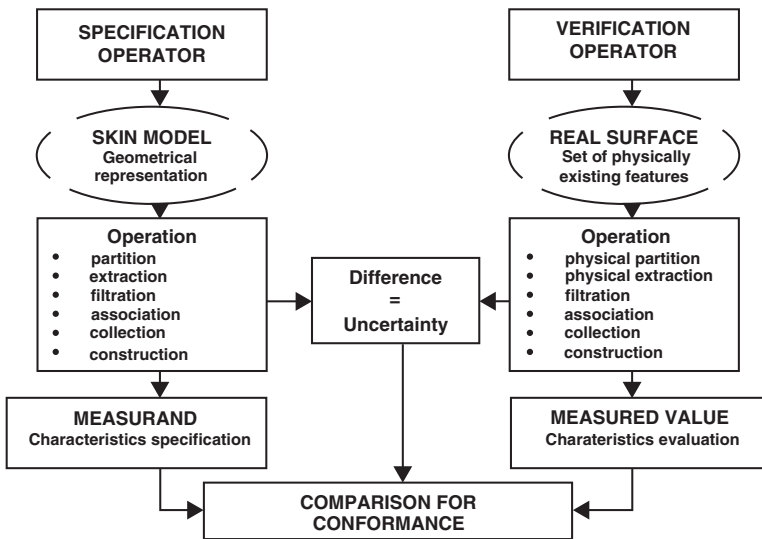 SPECIFICATION
OPERATOR
SKIN MODEL
Geometrical
representation
Operation
• partition
• extraction
• filtration
• association
• collection
• construction
MEASURAND
Characteristics specification
Difference
=
Uncertainty
VERIFICATION
OPERATOR
REAL SURFACE
Set of physically
existing features
Operation
• physical partition
• physical extraction
• filtration
• association
• collection
• construction
MEASURED VALUE
Charateristics evaluation
COMPARISON FOR
CONFORMANCE